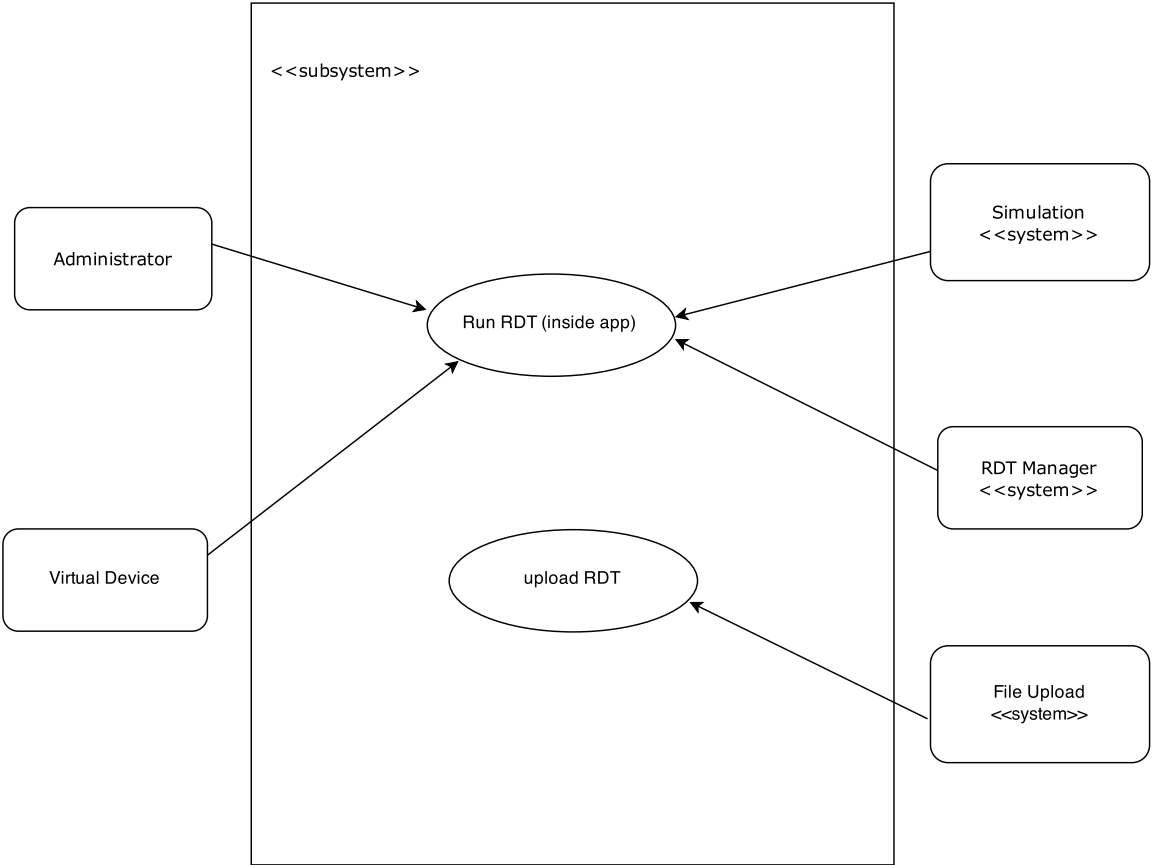 <<subsystem>>
Administrator
Simulation
<<system>>
Run RDT (inside app)
RDT Manager
<<system>>
Virtual Device
upload RDT
File Upload
<<system>>